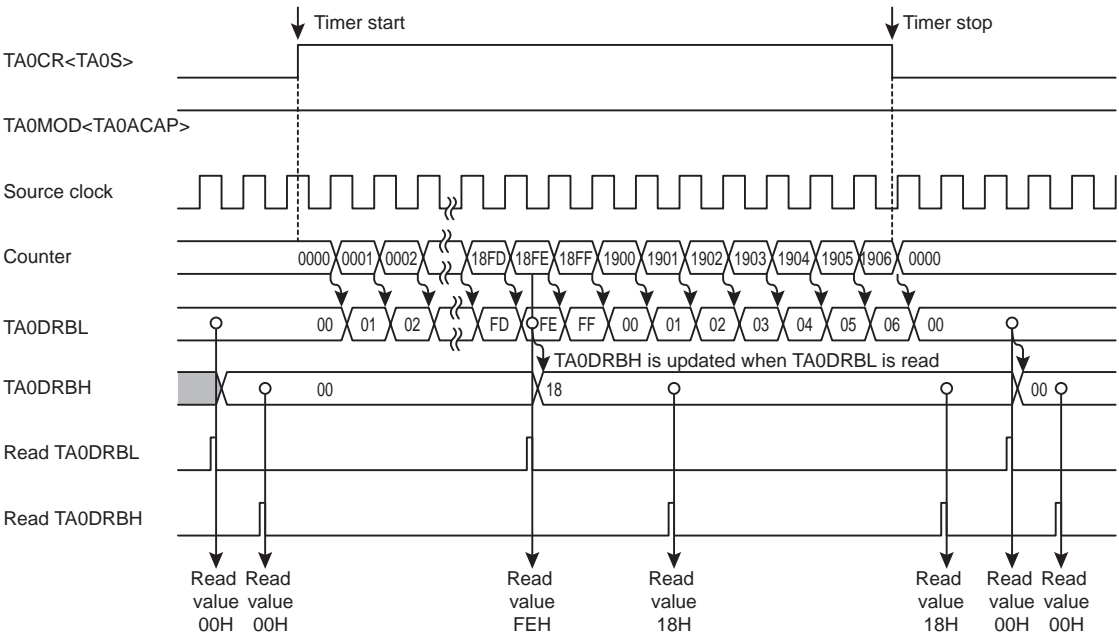 Timer start Timer stop
TA0CR<TA0S>
TA0MOD<TA0ACAP>
Source clock
Counter 0000 0001 0002 18FD 18FE 18FF 1900 1901 1902 1903 1904 1905 1906 0000
TA0DRBL 00 01 02 FD FE FF 00 01 02 03 04 05 06 00
TA0DRBH is updated when TA0DRBL is read
TA0DRBH 00 18 00
Read TA0DRBL
Read TA0DRBH
Read Read Read Read Read Read Read
value value value value value value value
00H 00H FEH 18H 18H 00H 00H